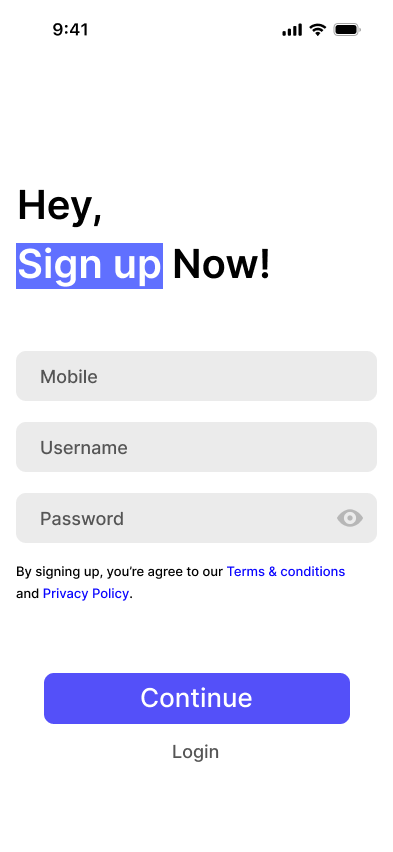 9:41
Hey,
Sign up Now!
Mobile
Username
Password
By signing up, you’re agree to our Terms & conditions
and Privacy Policy.
Continue
Login